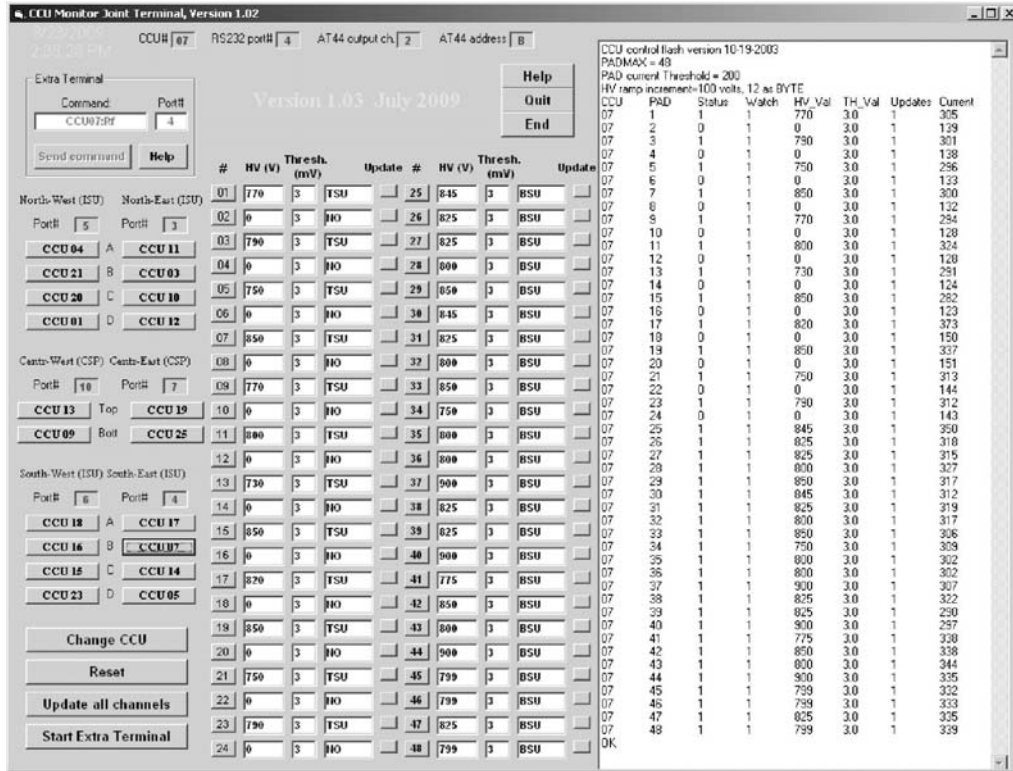 CCU Monitor Joint Terminal, Version 1.02
8/23/2009
2:38:28 PM
CCU# 07 RS232 port# 4 AT44 output ch. 2 AT44 address B
Extra Terminal
Command: Port#
CCU07:Rf 4
Send command Help
Version 1.03 July 2009
Help
Quit
End
North-West (ISU) North-East (ISU)
Port# 5 Port# 3
CCU 04 A CCU 11
CCU 21 B CCU 03
CCU 20 C CCU 10
CCU 01 D CCU 12
Centr-West (CSP) Centr-East (CSP)
Port# 10 Port# 7
CCU 13 Top CCU 19
CCU 09 Bott CCU 25
South-West (ISU) South-East (ISU)
Port# 6 Port# 4
CCU 18 A CCU 17
CCU 16 B CCU 07
CCU 15 C CCU 14
CCU 23 D CCU 05
Change CCU
Reset
Update all channels
Start Extra Terminal
# HV (V) Thresh. (mV) Update # HV (V) Thresh. (mV) Update
01 770 3 TSU 25 845 3 BSU
02 0 3 NO 26 825 3 BSU
03 790 3 TSU 27 825 3 BSU
04 0 3 NO 28 800 3 BSU
05 750 3 TSU 29 850 3 BSU
06 0 3 NO 30 845 3 BSU
07 850 3 TSU 31 825 3 BSU
08 0 3 NO 32 800 3 BSU
09 770 3 TSU 33 850 3 BSU
10 0 3 NO 34 750 3 BSU
11 800 3 TSU 35 800 3 BSU
12 0 3 NO 36 800 3 BSU
13 730 3 TSU 37 900 3 BSU
14 0 3 NO 38 825 3 BSU
15 850 3 TSU 39 825 3 BSU
16 0 3 NO 40 900 3 BSU
17 820 3 TSU 41 775 3 BSU
18 0 3 NO 42 850 3 BSU
19 850 3 TSU 43 800 3 BSU
20 0 3 NO 44 900 3 BSU
21 750 3 TSU 45 799 3 BSU
22 0 3 NO 46 799 3 BSU
23 790 3 TSU 47 825 3 BSU
24 0 3 NO 48 799 3 BSU
CCU control flash version 10-19-2003
PADMAX = 48
PAD current Threshold = 200
HV ramp increment=100 volts, 12 as BYTE
CCU PAD Status Watch HV_Val TH_Val Updates Current
07 1 1 1 770 3.0 1 305
07 2 0 1 0 3.0 1 139
07 3 1 1 790 3.0 1 301
07 4 0 1 0 3.0 1 138
07 5 1 1 750 3.0 1 296
07 6 0 1 0 3.0 1 133
07 7 1 1 850 3.0 1 300
07 8 0 1 0 3.0 1 132
07 9 1 1 770 3.0 1 294
07 10 0 1 0 3.0 1 128
07 11 1 1 800 3.0 1 324
07 12 0 1 0 3.0 1 128
07 13 1 1 730 3.0 1 291
07 14 0 1 0 3.0 1 124
07 15 1 1 850 3.0 1 282
07 16 0 1 0 3.0 1 123
07 17 1 1 820 3.0 1 373
07 18 0 1 0 3.0 1 150
07 19 1 1 850 3.0 1 337
07 20 0 1 0 3.0 1 151
07 21 1 1 750 3.0 1 313
07 22 0 1 0 3.0 1 144
07 23 1 1 790 3.0 1 312
07 24 0 1 0 3.0 1 143
07 25 1 1 845 3.0 1 350
07 26 1 1 825 3.0 1 318
07 27 1 1 825 3.0 1 315
07 28 1 1 800 3.0 1 327
07 29 1 1 850 3.0 1 317
07 30 1 1 845 3.0 1 312
07 31 1 1 825 3.0 1 319
07 32 1 1 800 3.0 1 317
07 33 1 1 850 3.0 1 306
07 34 1 1 750 3.0 1 309
07 35 1 1 800 3.0 1 302
07 36 1 1 800 3.0 1 302
07 37 1 1 900 3.0 1 307
07 38 1 1 825 3.0 1 322
07 39 1 1 825 3.0 1 290
07 40 1 1 900 3.0 1 297
07 41 1 1 775 3.0 1 338
07 42 1 1 850 3.0 1 338
07 43 1 1 800 3.0 1 344
07 44 1 1 900 3.0 1 335
07 45 1 1 799 3.0 1 332
07 46 1 1 799 3.0 1 333
07 47 1 1 825 3.0 1 335
07 48 1 1 799 3.0 1 339
OK